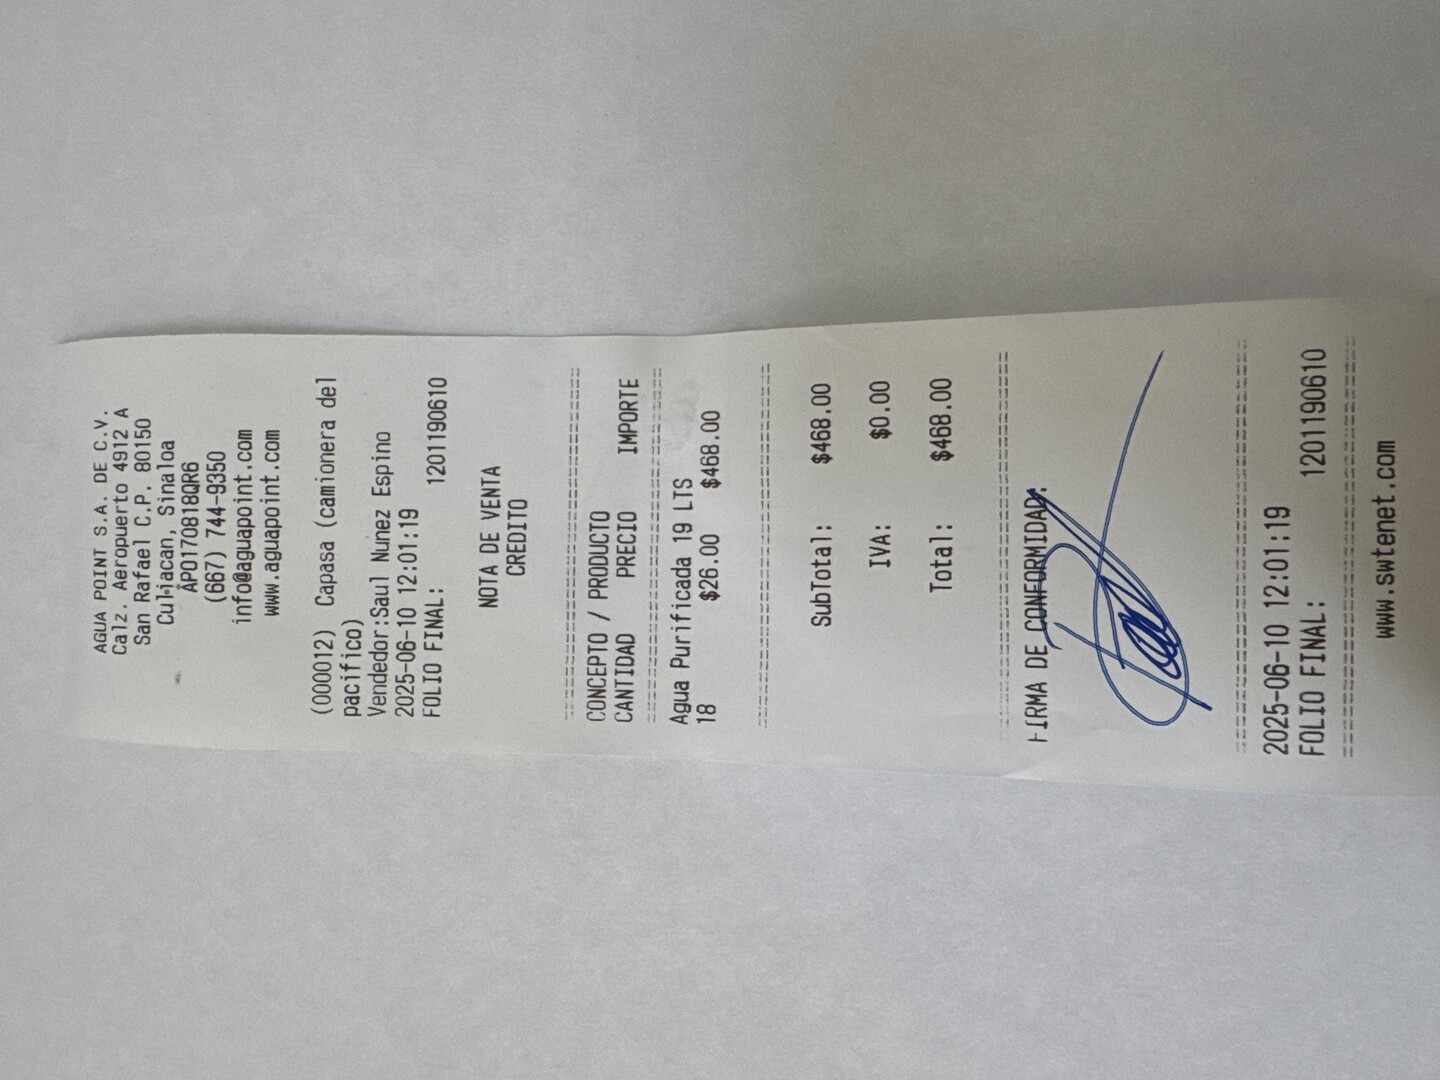 AGUA POINT S.A. DE C.V.
Calz. Aeropuerto 4912 A
San Rafael C.P. 80150
Culiacan, Sinaloa
APO170818QR6
(667) 744-9350
info@aguapoint.com
www.aguapoint.com
(000012) Capasa (camionera del
pacifico)
Vendedor:Saul Nunez Espino
2025-06-10 12:01:19
FOLIO FINAL: 1201190610
NOTA DE VENTA
CREDITO
CONCEPTO / PRODUCTO
CANTIDAD PRECIO IMPORTE
Agua Purificada 19 LTS
18 $26.00 $468.00
SubTotal: $468.00
IVA: $0.00
Total: $468.00
FIRMA DE CONFORMIDAD.
2025-06-10 12:01:19
FOLIO FINAL: 1201190610
www.swtenet.com